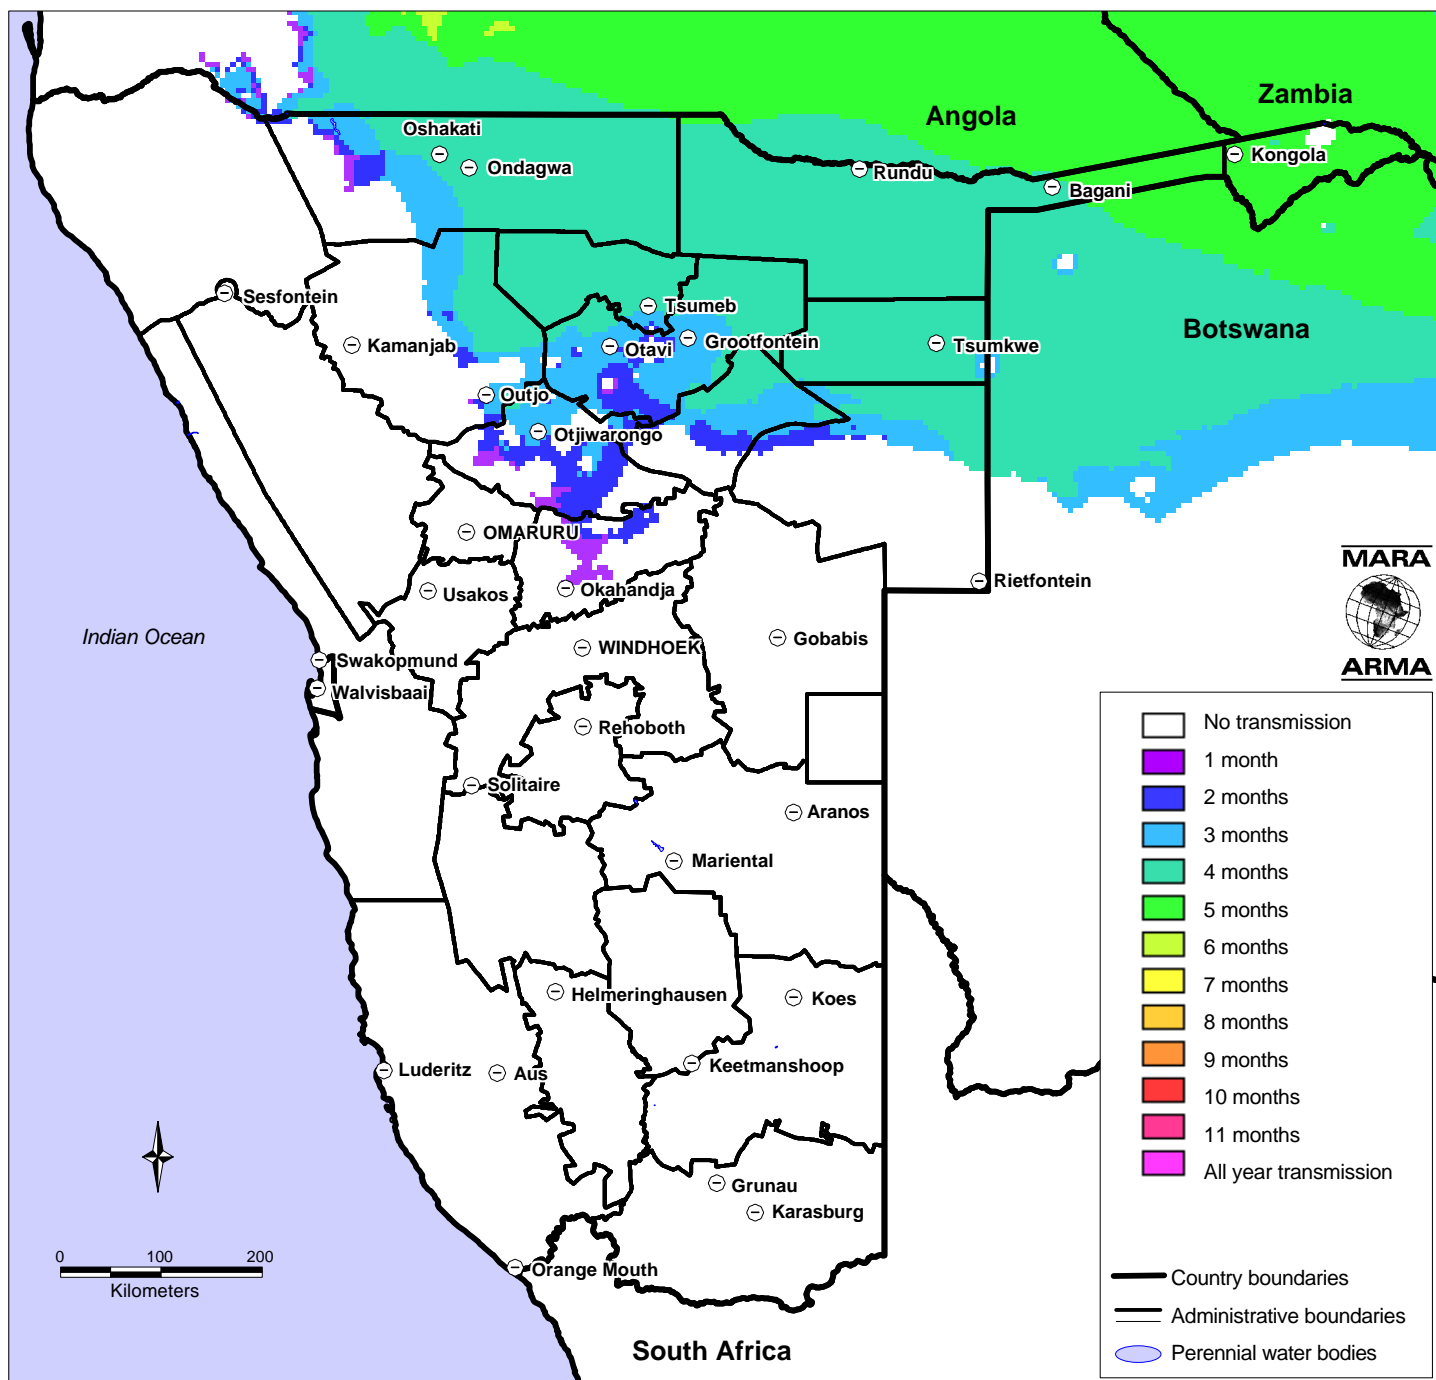 Zambia
Angola
Oshakati
Ondagwa
Kongola
Rundu
Bagani
Sesfontein
Tsumeb
Botswana
Kamanjab
Otavi
Grootfontein
Tsumkwe
Outjo
Otjiwarongo
OMARURU
Usakos
Okahandja
Rietfontein
Indian Ocean
WINDHOEK
Gobabis
Swakopmund
Walvisbaai
Rehoboth
Solitaire
Aranos
Mariental
Helmeringhausen
Koes
Luderitz
Aus
Keetmanshoop
Grunau
Karasburg
Orange Mouth
South Africa
0 100 200
Kilometers
MARA
ARMA
No transmission
1 month
2 months
3 months
4 months
5 months
6 months
7 months
8 months
9 months
10 months
11 months
All year transmission
Country boundaries
Administrative boundaries
Perennial water bodies